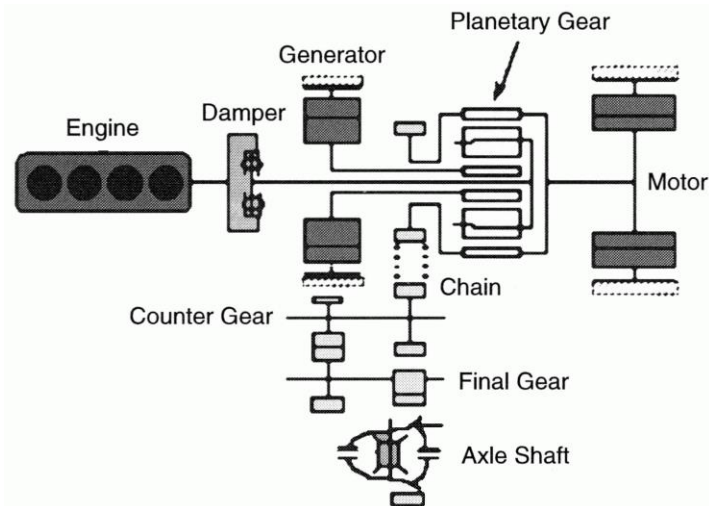 Planetary Gear
Generator
Damper
Engine
Motor
Chain
Counter Gear
Final Gear
Axle Shaft